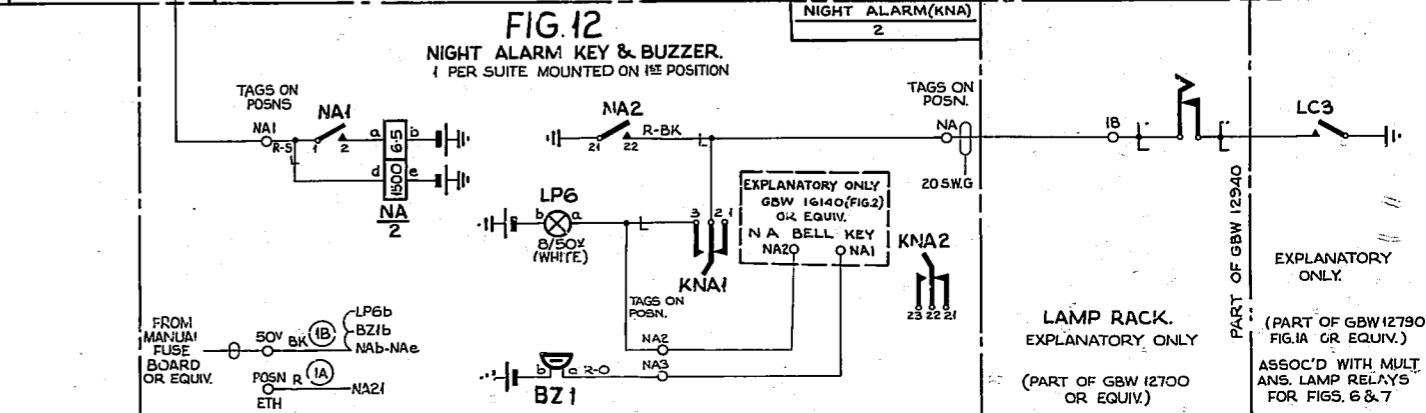 NIGHT ALARM(KNA)
2
FIG.12
NIGHT ALARM KEY & BUZZER.
1 PER SUITE MOUNTED ON 1ST POSITION
TAGS ON
POSNS
NA1
R-S
NA1
1 2
a 6·5 b
d 1500 e
NA
2
NA2
21 22
R-BK
TAGS ON
POSN.
NA
20 S.W.G
1B
LC3
LP6
b a
8/50V
(WHITE)
3 2 1
KNA1
EXPLANATORY ONLY
GBW 16140(FIG.2)
OR EQUIV.
N A BELL KEY
NA2 NA1
KNA2
23 22 21
TAGS ON
POSN.
NA2
NA3
b a R-O
BZ1
FROM
MANUAL
FUSE
BOARD
OR EQUIV.
50V BK 1B
LP6b
BZ1b
NAb-NAe
POSN R 1A
ETH
NA21
LAMP RACK.
EXPLANATORY ONLY
(PART OF GBW 12700
OR EQUIV.)
PART OF GBW 12940
EXPLANATORY
ONLY.
(PART OF GBW12790
FIG.1A OR EQUIV.)
ASSOC'D WITH MULT
ANS. LAMP RELAYS
FOR FIGS. 6 & 7